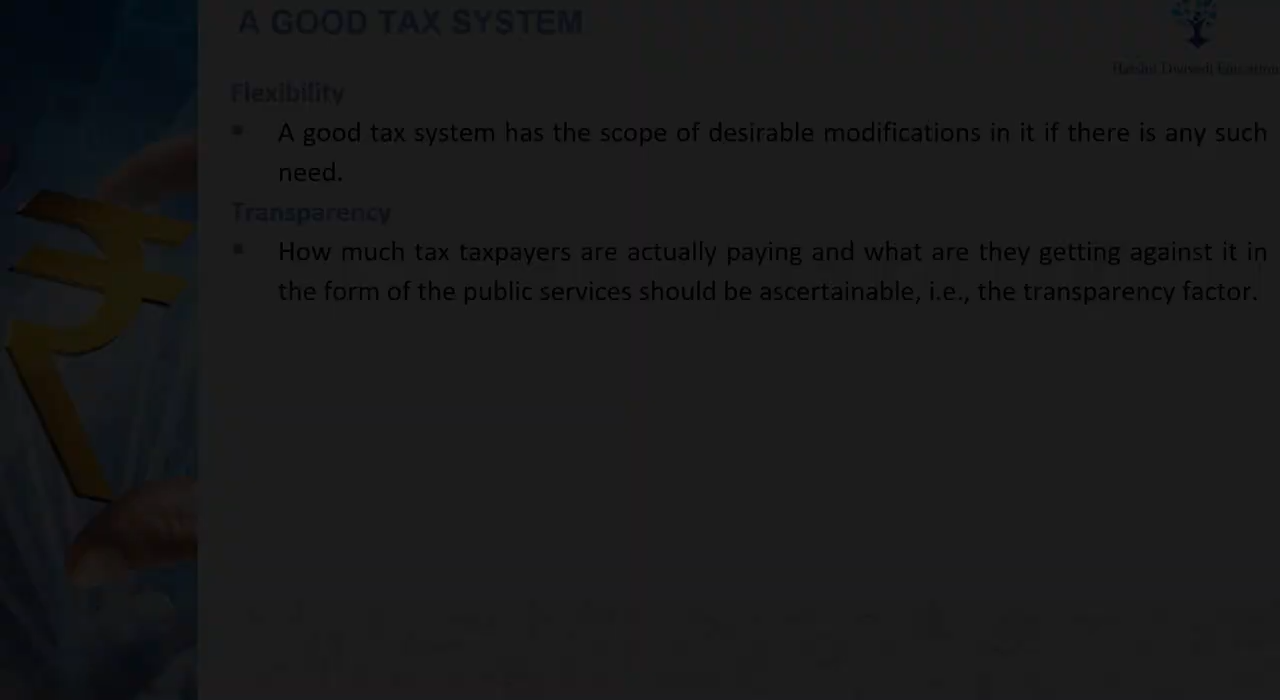 A GOOD TAX SYSTEM
Flexibility
A good tax system has the scope of desirable modifications in it if there is any such
need.
Transparency
How much tax taxpayers are actually paying and what are they getting against it in
the form of the public services should be ascertainable, i.e., the transparency factor.